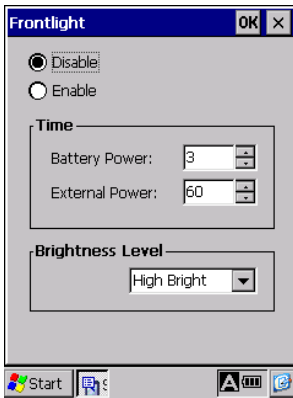 Frontlight OK ×
Disable
Enable
Time
Battery Power: 3
External Power: 60
Brightness Level
High Bright
Start S A